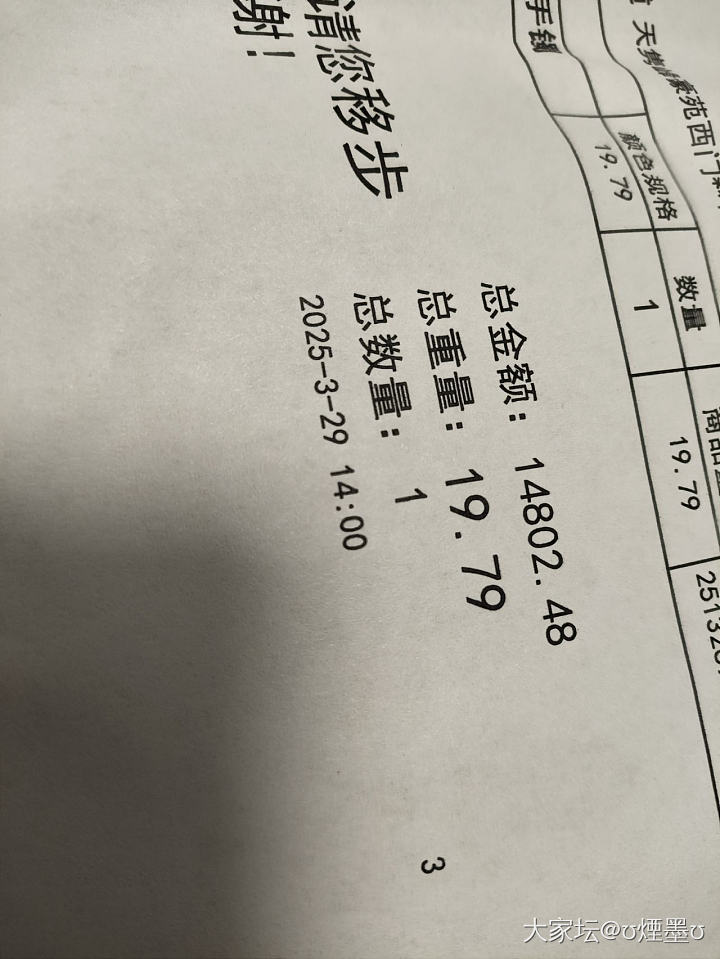 天隽
苑西门
颜色规格
数量
手镯
19.79
1
19.79
总金额：14802.48
总重量：19.79
总数量：1
2025-3-29 14:00
请您移步
谢！
3
大家坛@ʊ煙墨ʊ